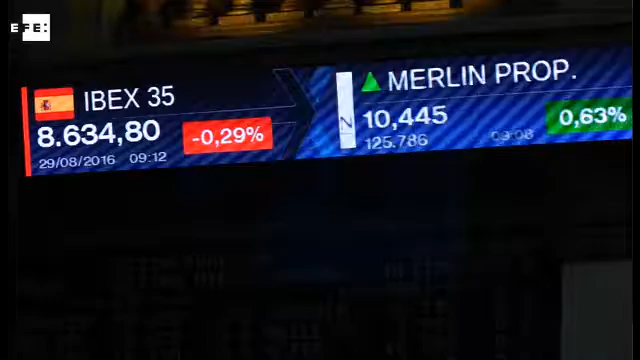 EFE:
IBEX 35
8.634,80
-0,29%
29/08/2016 09:12
N
MERLIN PROP.
10,445
0,63%
125.786
09:08